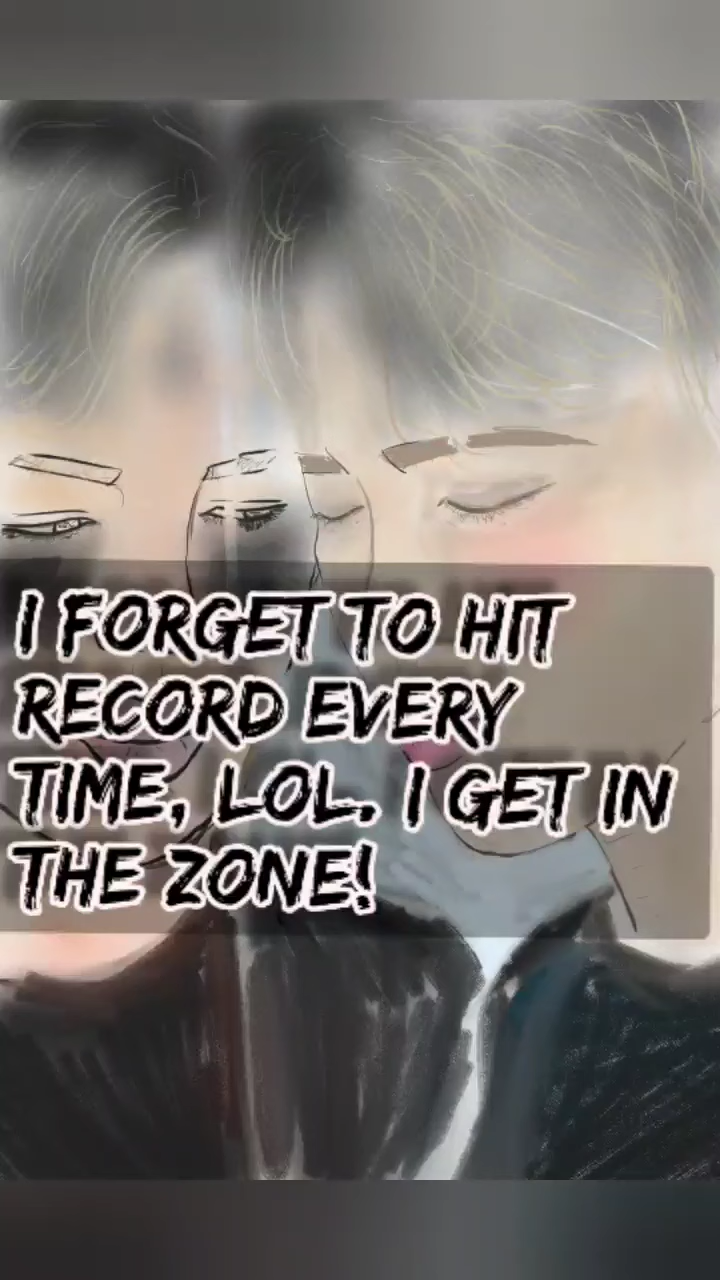 I FORGET TO HIT
RECORD EVERY
TIME, LOL. I GET IN
THE ZONE!